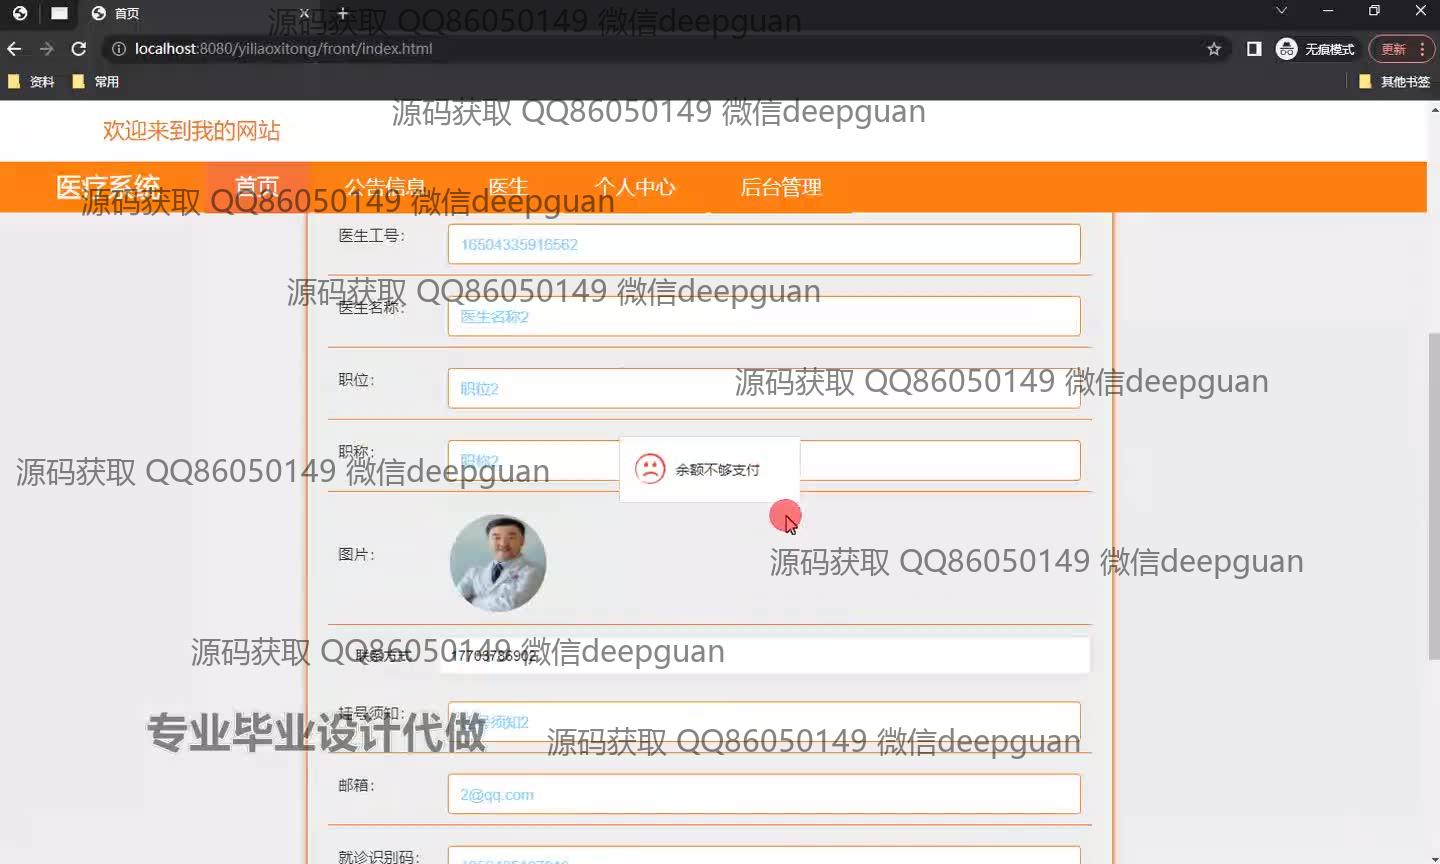 首页
localhost:8080/yiliaoxitong/front/index.html
无痕模式
更新
资料
常用
其他书签
源码获取 QQ86050149 微信deepguan
源码获取 QQ86050149 微信deepguan
欢迎来到我的网站
医疗系统
首页
公告信息
医生
个人中心
后台管理
源码获取 QQ86050149 微信deepguan
医生工号:
16504335916562
源码获取 QQ86050149 微信deepguan
医生名称:
医生名称2
职位:
职位2
源码获取 QQ86050149 微信deepguan
职称:
职称2
余额不够支付
源码获取 QQ86050149 微信deepguan
图片:
源码获取 QQ86050149 微信deepguan
源码获取 QQ86050149 微信deepguan
联系方式
17703786902
挂号须知:
挂号须知2
专业毕业设计代做
源码获取 QQ86050149 微信deepguan
邮箱:
2@qq.com
就诊识别码: